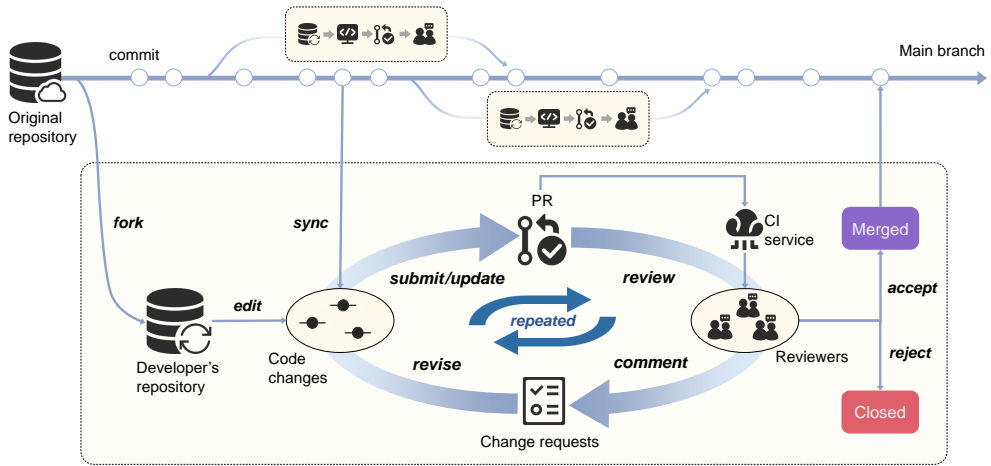 commit
Main branch
Original
repository
fork
sync
PR
CI
service
Merged
submit/update
review
accept
edit
repeated
reject
Developer's
repository
Code
changes
revise
comment
Reviewers
Closed
Change requests